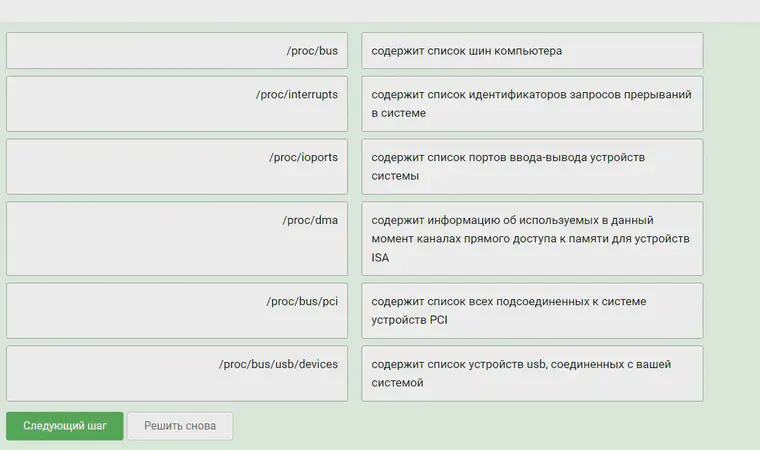 /proc/bus
содержит список шин компьютера
/proc/interrupts
содержит список идентификаторов запросов прерываний
в системе
/proc/ioports
содержит список портов ввода-вывода устройств
системы
/proc/dma
содержит информацию об используемых в данный
момент каналах прямого доступа к памяти для устройств
ISA
/proc/bus/pci
содержит список всех подсоединенных к системе
устройств PCI
/proc/bus/usb/devices
содержит список устройств usb, соединенных с вашей
системой
Следующий шаг
Решить снова